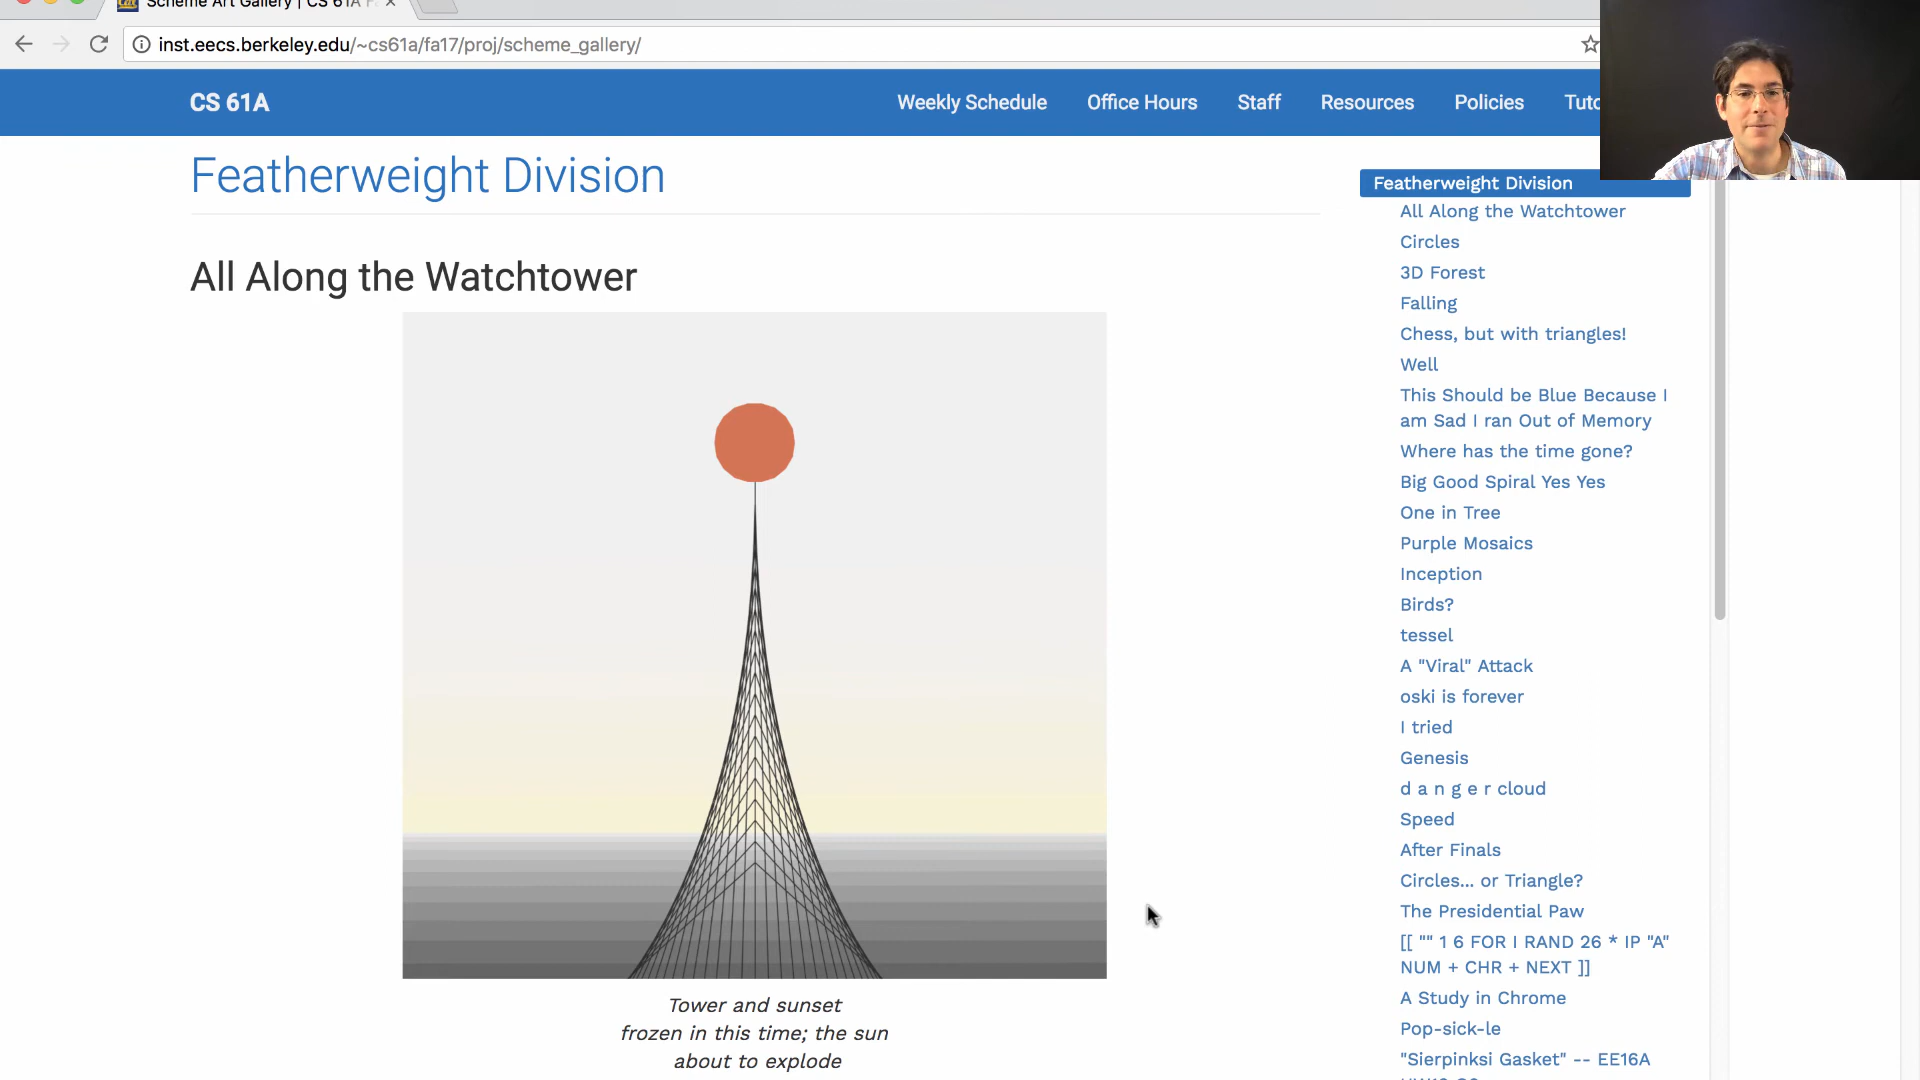 Scheme Art Gallery | CS 61A
inst.eecs.berkeley.edu/~cs61a/fa17/proj/scheme_gallery/
CS 61A
Weekly Schedule
Office Hours
Staff
Resources
Policies
Featherweight Division
All Along the Watchtower
Tower and sunset
frozen in this time; the sun
about to explode
Featherweight Division
All Along the Watchtower
Circles
3D Forest
Falling
Chess, but with triangles!
Well
This Should be Blue Because I
am Sad I ran Out of Memory
Where has the time gone?
Big Good Spiral Yes Yes
One in Tree
Purple Mosaics
Inception
Birds?
tessel
A "Viral" Attack
oski is forever
I tried
Genesis
d a n g e r cloud
Speed
After Finals
Circles... or Triangle?
The Presidential Paw
[[ "" 1 6 FOR I RAND 26 * IP "A"
NUM + CHR + NEXT ]]
A Study in Chrome
Pop-sick-le
"Sierpinksi Gasket" -- EE16A